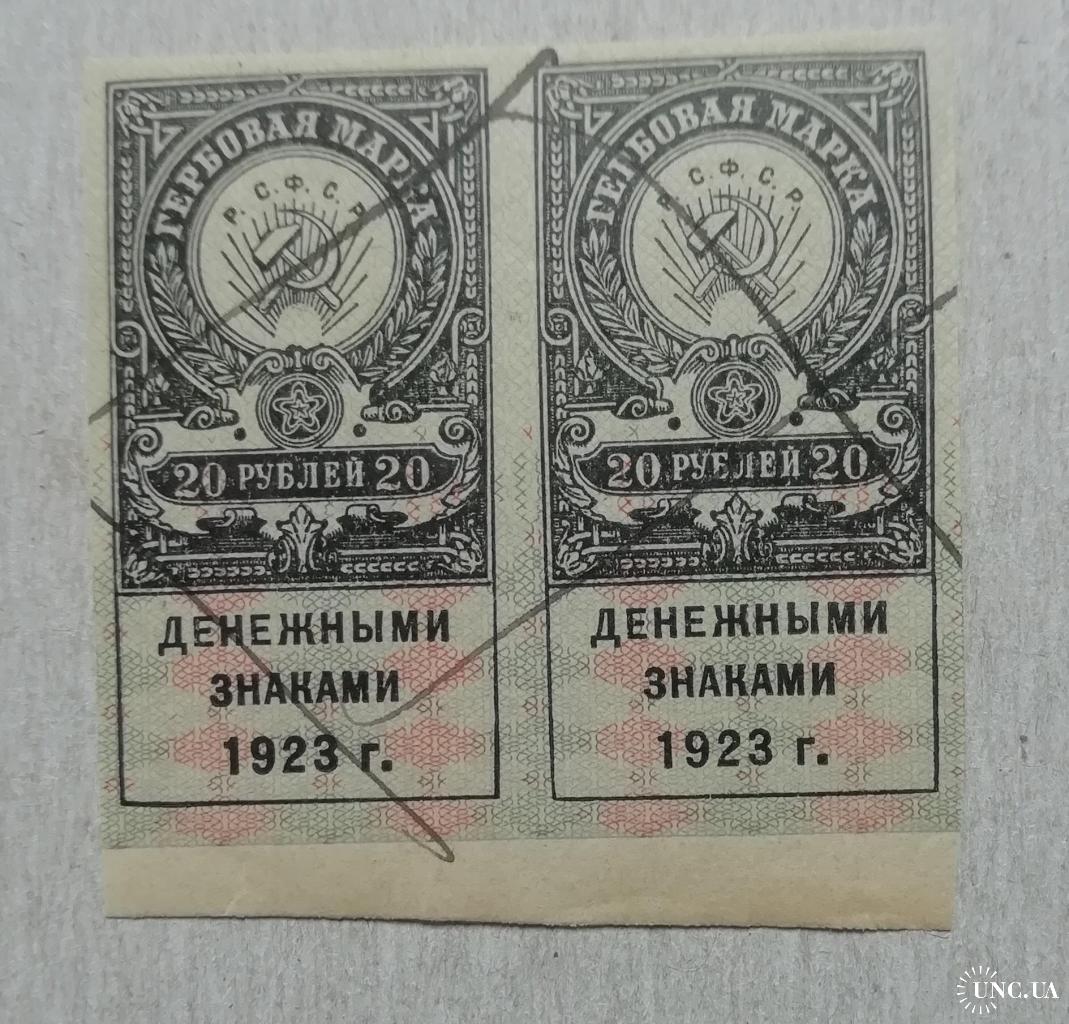 ГЕРБОВАЯ МАРКА
Р. С. Ф. С. Р.
20 РУБЛЕЙ 20
ДЕНЕЖНЫМИ
ЗНАКАМИ
1923 г.
ГЕРБОВАЯ МАРКА
Р. С. Ф. С. Р.
20 РУБЛЕЙ 20
ДЕНЕЖНЫМИ
ЗНАКАМИ
1923 г.
UNC.UA